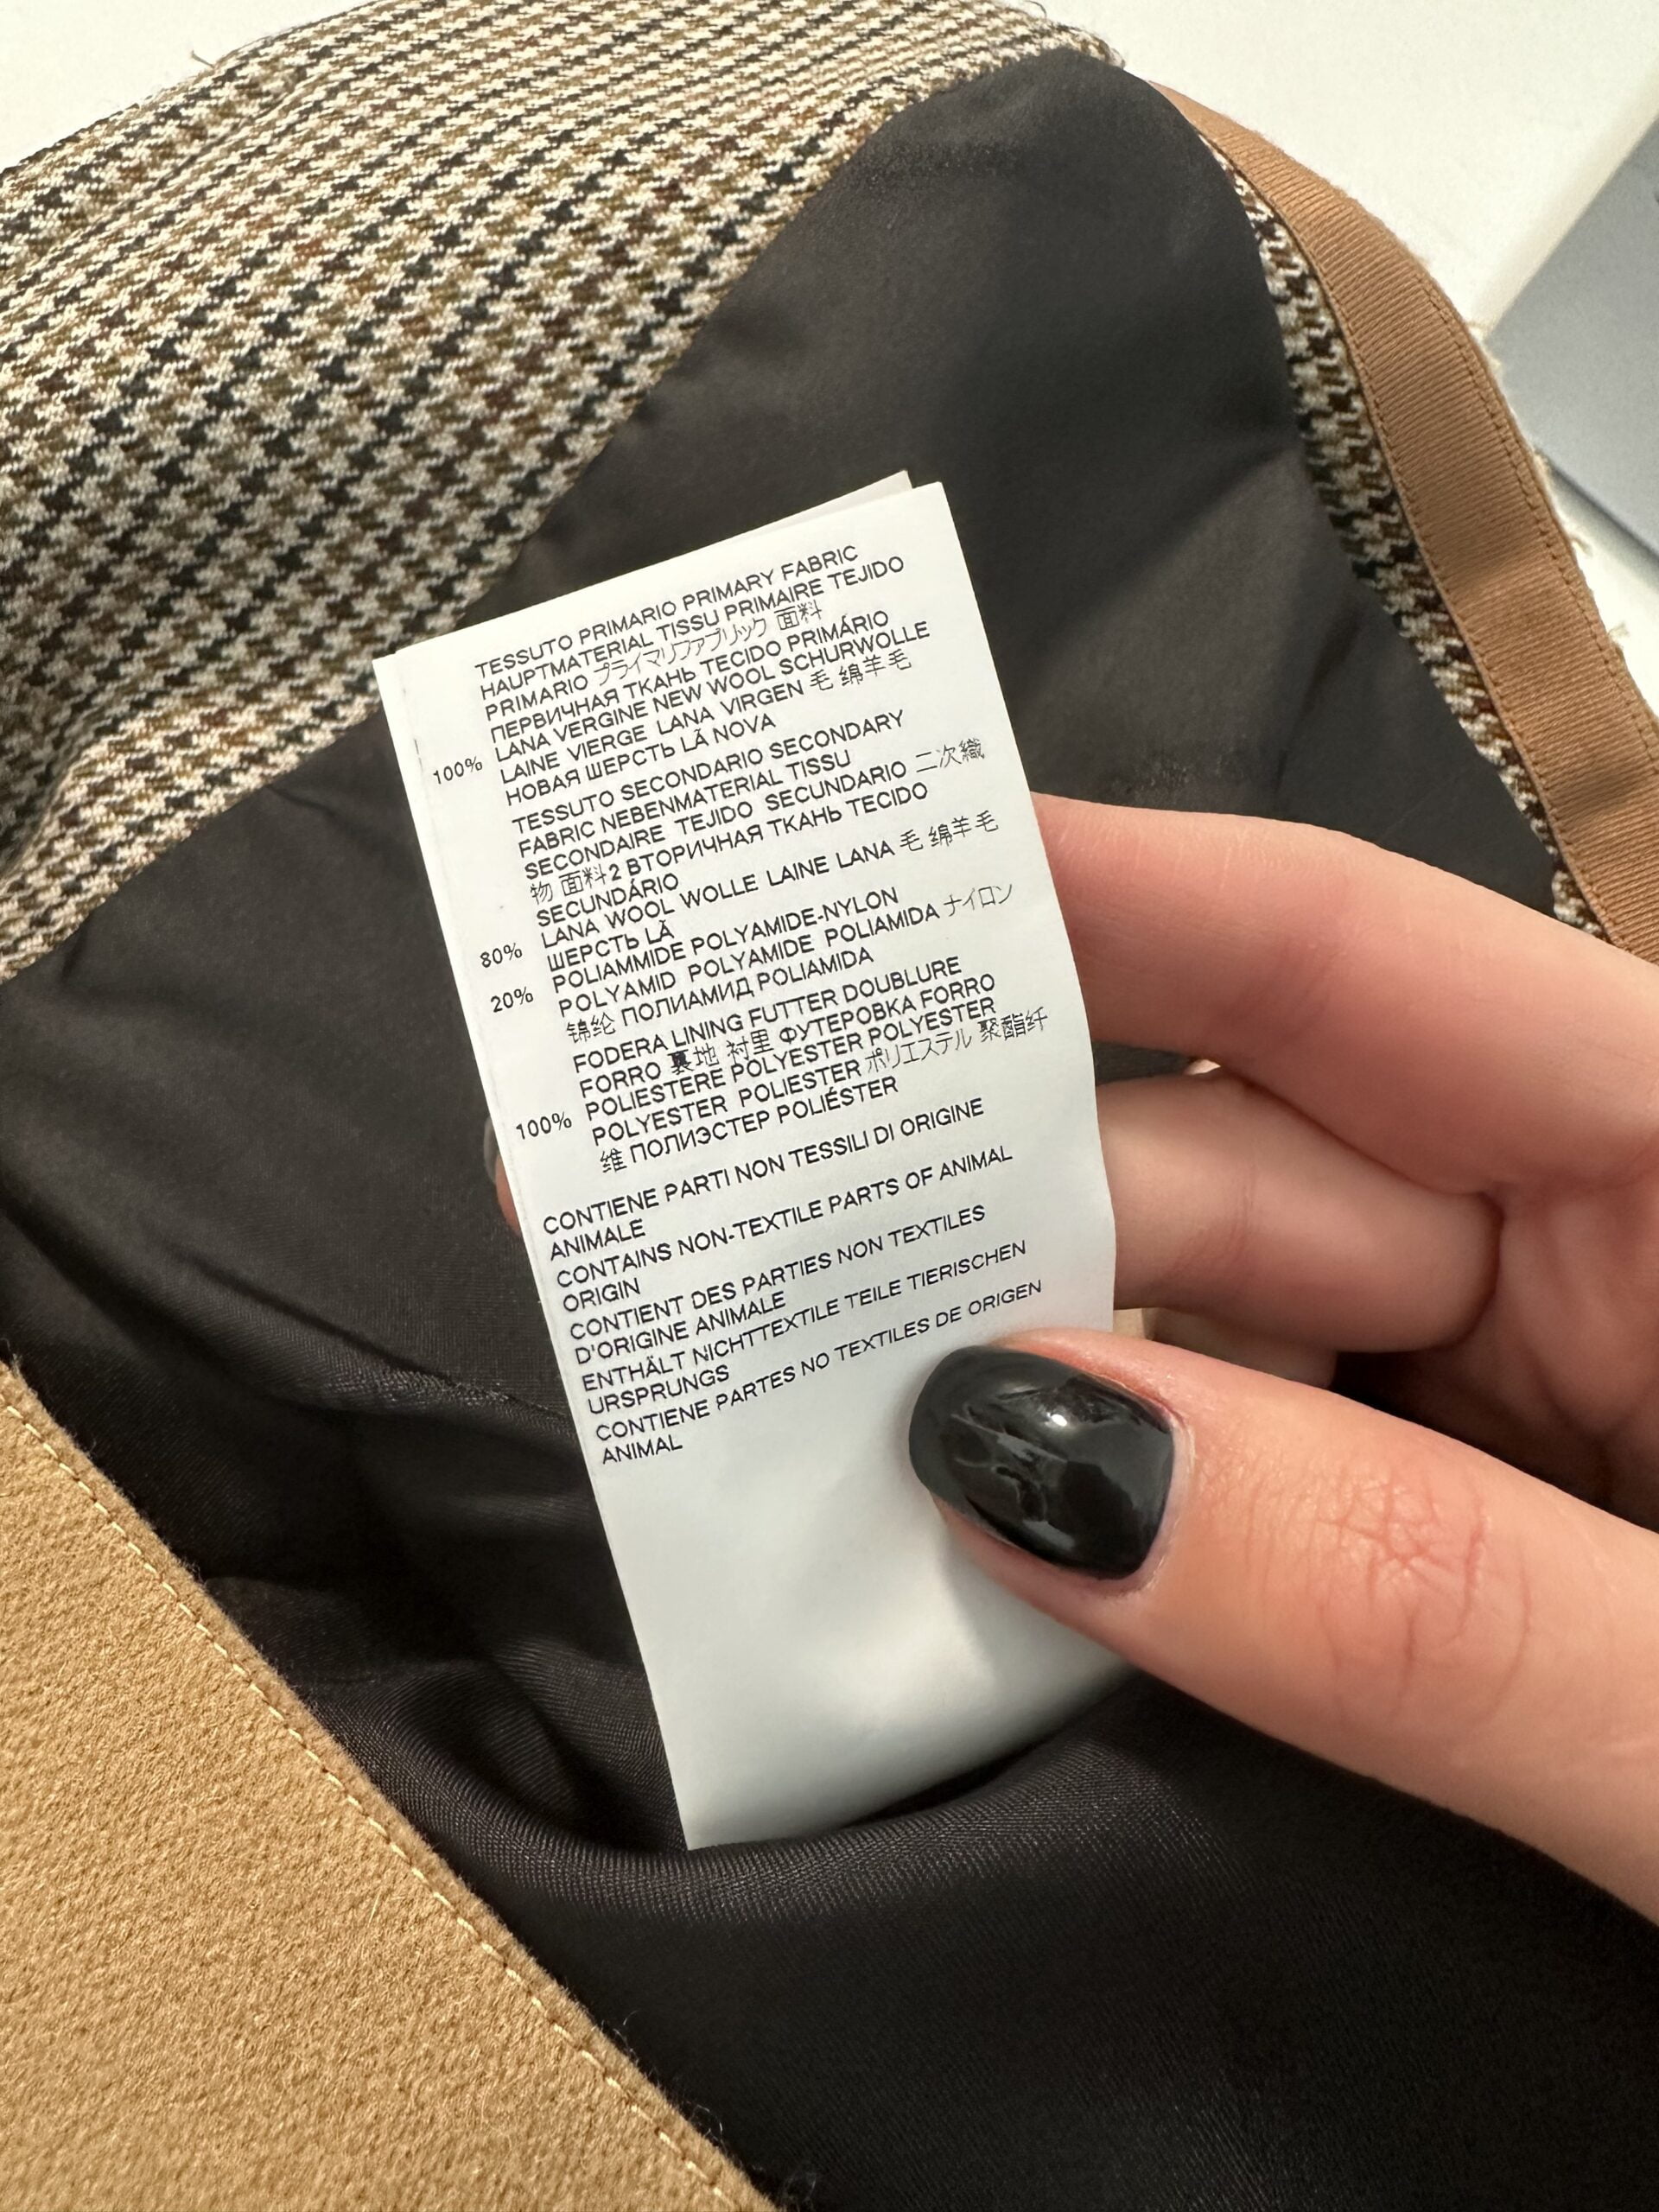 TESSUTO PRIMARIO PRIMARY FABRIC
HAUPTMATERIAL TISSU PRIMAIRE TEJIDO
PRIMARIO プライマリファブリック 面料
ПЕРВИЧНАЯ ТКАНЬ TECIDO PRIMÁRIO
LANA VERGINE NEW WOOL SCHURWOLLE
100% LAINE VIERGE LANA VIRGEN 毛 绵羊毛
НОВАЯ ШЕРСТЬ LÃ NOVA
TESSUTO SECONDARIO SECONDARY
FABRIC NEBENMATERIAL TISSU
SECONDAIRE TEJIDO SECUNDARIO 二次織
物 面料2 ВТОРИЧНАЯ ТКАНЬ TECIDO
SECUNDÁRIO
80% LANA WOOL WOLLE LAINE LANA 毛 绵羊毛
ШЕРСТЬ LÃ
20% POLIAMMIDE POLYAMIDE-NYLON
POLYAMID POLYAMIDE POLIAMIDA ナイロン
锦纶 ПОЛИАМИД POLIAMIDA
FODERA LINING FUTTER DOUBLURE
FORRO 裏地 衬里 ФУТЕРОВКА FORRO
100% POLIESTERE POLYESTER POLYESTER
POLYESTER POLIESTER ポリエステル 聚酯纤
维 ПОЛИЭСТЕР POLIÉSTER
CONTIENE PARTI NON TESSILI DI ORIGINE
ANIMALE
CONTAINS NON-TEXTILE PARTS OF ANIMAL
ORIGIN
CONTIENT DES PARTIES NON TEXTILES
D'ORIGINE ANIMALE
ENTHÄLT NICHTTEXTILE TEILE TIERISCHEN
URSPRUNGS
CONTIENE PARTES NO TEXTILES DE ORIGEN
ANIMAL